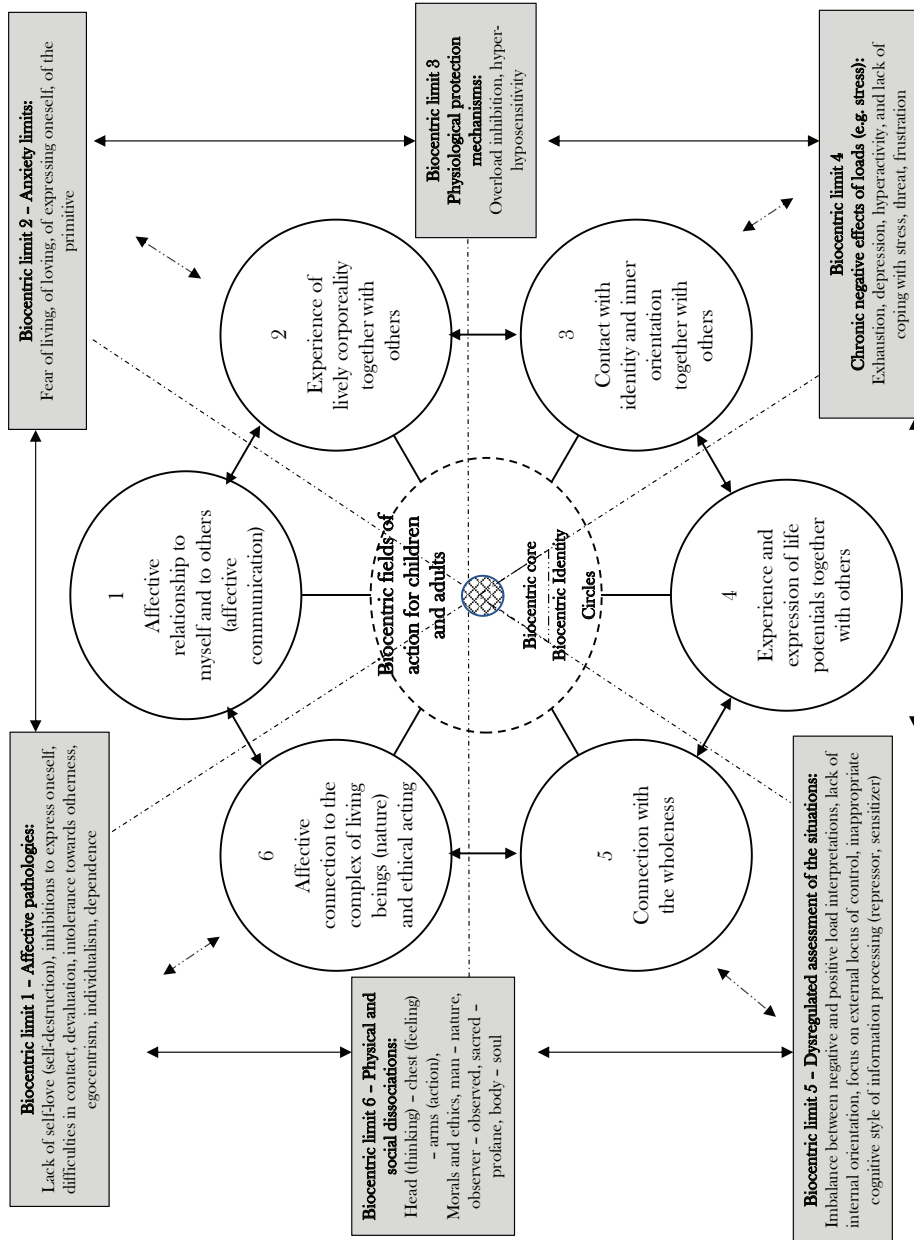 Biocentric limit 1 – Affective pathologies:
Lack of self-love (self-destruction), inhibitions to express oneself,
difficulties in contact, devaluation, intolerance towards otherness,
egocentrism, individualism, dependence
Biocentric limit 2 – Anxiety limits:
Fear of living, of loving, of expressing oneself, of the
primitive
1
Affective
relationship to
myself and to others
(affective
communication)
6
Affective
connection to the
complex of living
beings (nature)
and ethical acting
2
Experience of
lively corporeality
together with
others
Biocentric limit 6 – Physical and
social dissociations:
Head (thinking) – chest (feeling)
– arms (action),
Morals and ethics, man – nature,
observer – observed, sacred –
profane, body – soul
Biocentric fields of
action for children
and adults
Biocentric core
Biocentric Identity
Circles
Biocentric limit 3
Physiological protection
mechanisms:
Overload inhibition, hyper-
hyposensitivity
5
Connection with
the wholeness
3
Contact with
identity and inner
orientation
together with
others
4
Experience and
expression of life
potentials together
with others
Biocentric limit 5 – Dysregulated assessment of the situations:
Imbalance between negative and positive load interpretations, lack of
internal orientation, focus on external locus of control, inappropriate
cognitive style of information processing (repressor, sensitizer)
Biocentric limit 4
Chronic negative effects of loads (e.g. stress):
Exhaustion, depression, hyperactivity, and lack of
coping with stress, threat, frustration